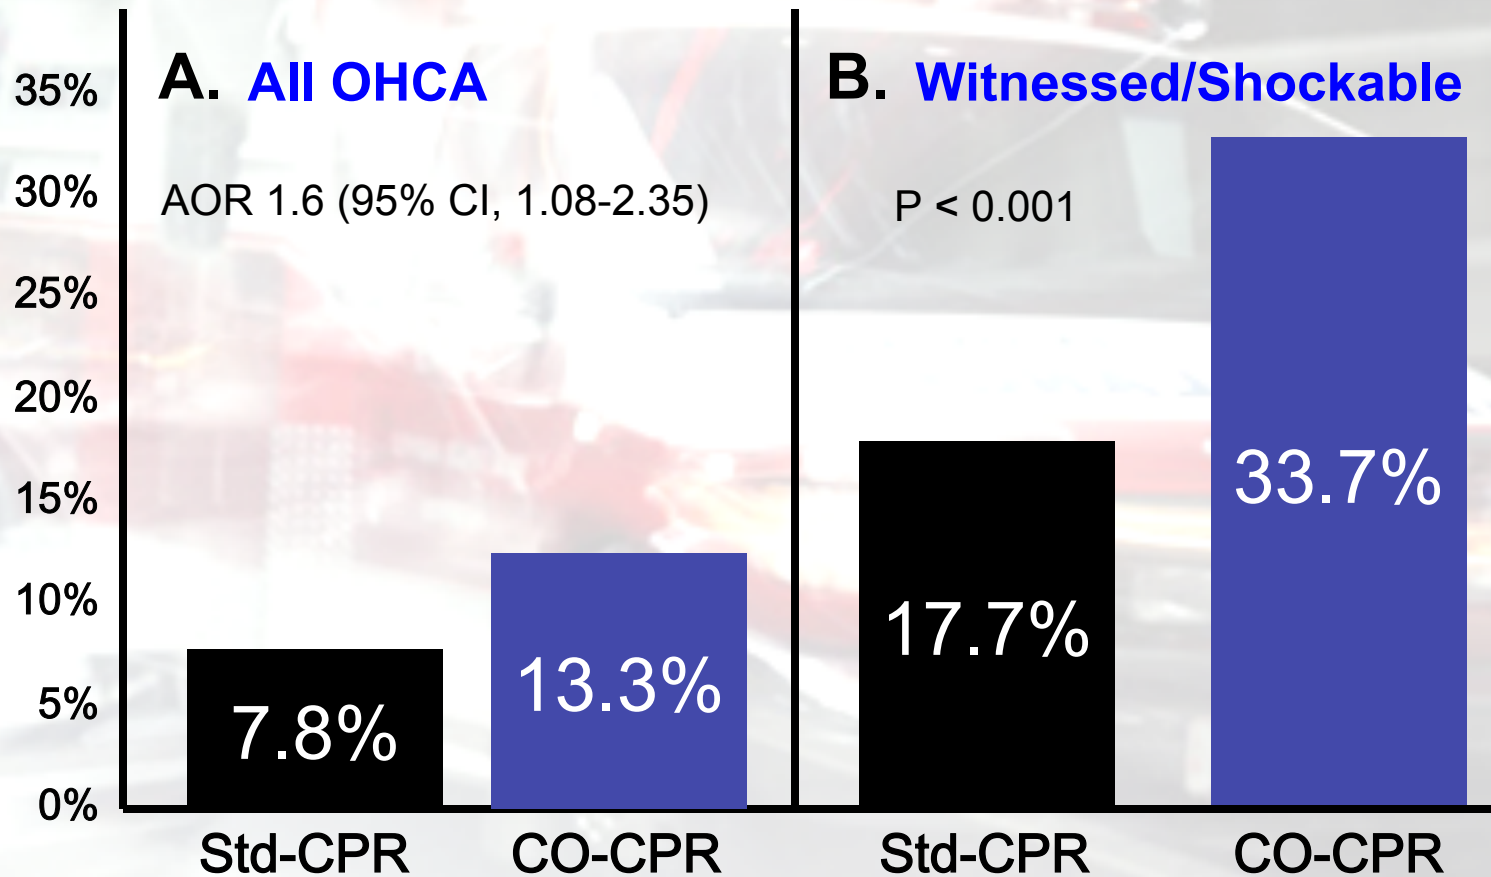 A. All OHCA
B. Witnessed/Shockable
AOR 1.6 (95% CI, 1.08-2.35)
P < 0.001
35%
30%
25%
20%
15%
10%
5%
0%
7.8%
13.3%
17.7%
33.7%
Std-CPR
CO-CPR
Std-CPR
CO-CPR